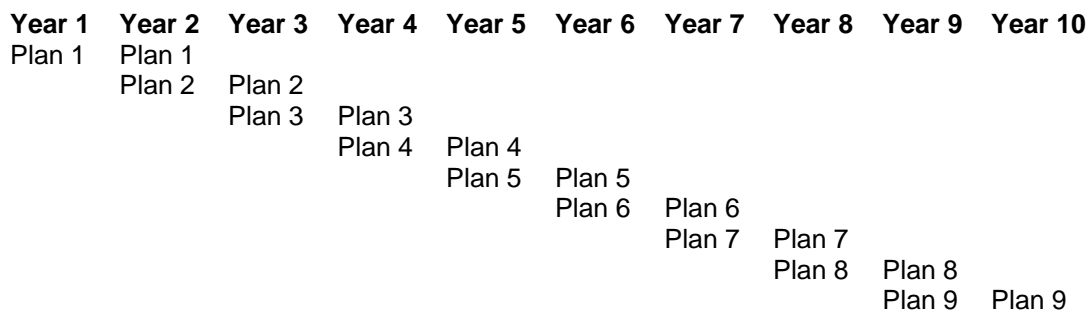 Year 1 Year 2 Year 3 Year 4 Year 5 Year 6 Year 7 Year 8 Year 9 Year 10
Plan 1 Plan 1
Plan 2 Plan 2
Plan 3 Plan 3
Plan 4 Plan 4
Plan 5 Plan 5
Plan 6 Plan 6
Plan 7 Plan 7
Plan 8 Plan 8
Plan 9 Plan 9